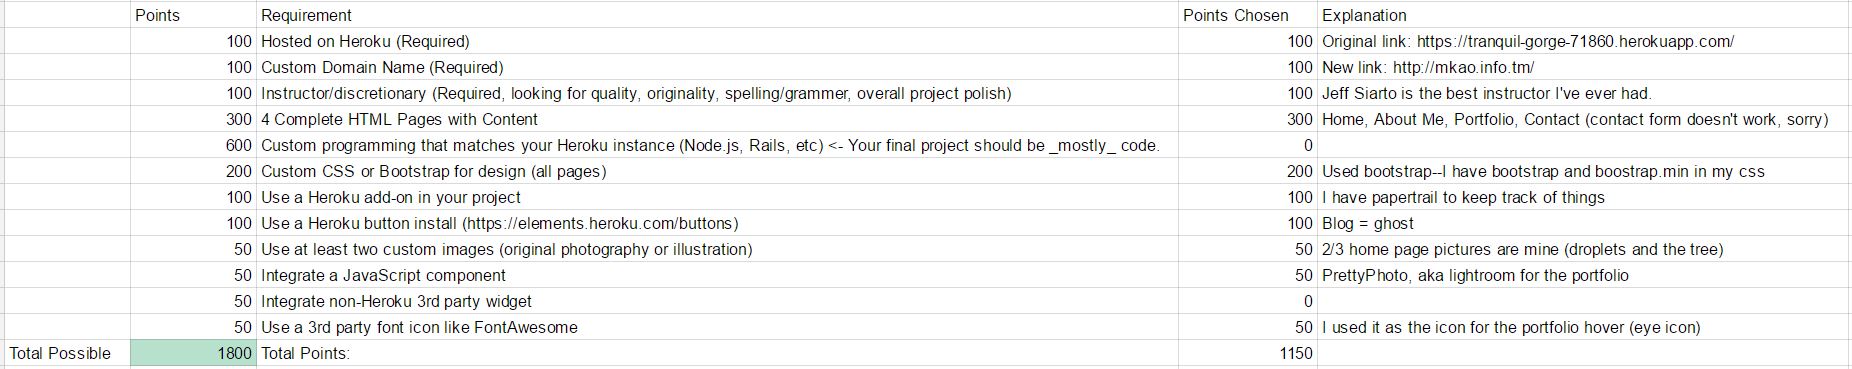 Points Requirement Points Chosen Explanation
100 Hosted on Heroku (Required) 100 Original link: https://tranquil-gorge-71860.herokuapp.com/
100 Custom Domain Name (Required) 100 New link: http://mkao.info.tm/
100 Instructor/discretionary (Required, looking for quality, originality, spelling/grammer, overall project polish) 100 Jeff Siarto is the best instructor I've ever had.
300 4 Complete HTML Pages with Content 300 Home, About Me, Portfolio, Contact (contact form doesn't work, sorry)
600 Custom programming that matches your Heroku instance (Node.js, Rails, etc) <- Your final project should be _mostly_ code. 0
200 Custom CSS or Bootstrap for design (all pages) 200 Used bootstrap--I have bootstrap and boostrap.min in my css
100 Use a Heroku add-on in your project 100 I have papertrail to keep track of things
100 Use a Heroku button install (https://elements.heroku.com/buttons) 100 Blog = ghost
50 Use at least two custom images (original photography or illustration) 50 2/3 home page pictures are mine (droplets and the tree)
50 Integrate a JavaScript component 50 PrettyPhoto, aka lightroom for the portfolio
50 Integrate non-Heroku 3rd party widget 0
50 Use a 3rd party font icon like FontAwesome 50 I used it as the icon for the portfolio hover (eye icon)
Total Possible 1800 Total Points: 1150